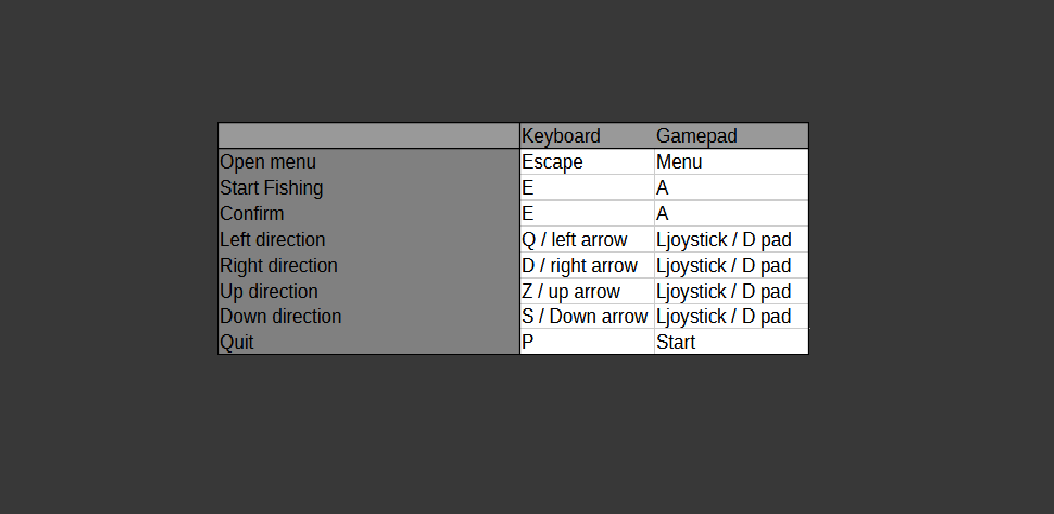 Keyboard Gamepad
Open menu Escape Menu
Start Fishing E A
Confirm E A
Left direction Q / left arrow Ljoystick / D pad
Right direction D / right arrow Ljoystick / D pad
Up direction Z / up arrow Ljoystick / D pad
Down direction S / Down arrow Ljoystick / D pad
Quit P Start